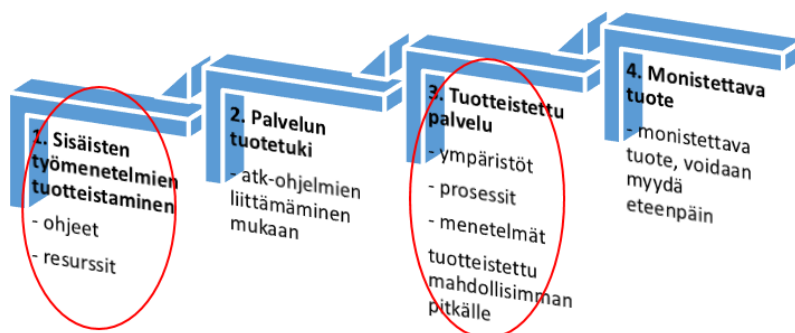 1. Sisäisten
työmenetelmien
tuotteistaminen
- ohjeet
- resurssit
2. Palvelun
tuotetuki
- atk-ohjelmien
liittämäminen
mukaan
3. Tuotteistettu
palvelu
- ympäristöt
- prosessit
- menetelmät
tuotteistettu
mahdollisimman
pitkälle
4. Monistettava
tuote
- monistettava
tuote, voidaan
myydä
eteenpäin